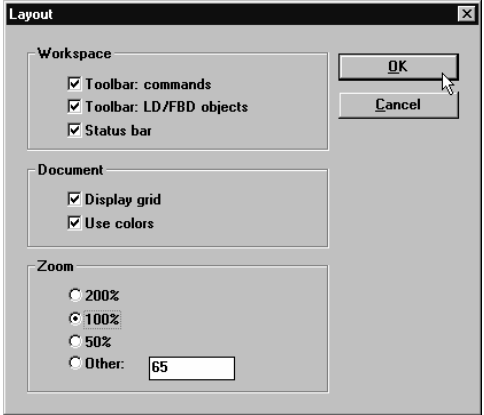 Layout
Workspace
Toolbar: commands
Toolbar: LD/FBD objects
Status bar
OK
Cancel
Document
Display grid
Use colors
Zoom
200%
100%
50%
Other: 65